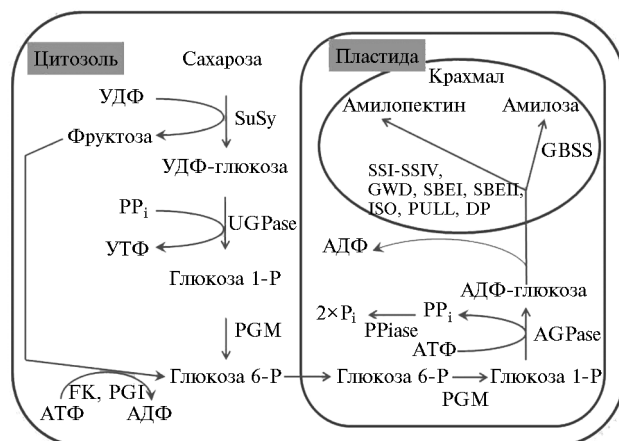 Цитозоль
Сахароза
УДФ
SuSy
Фруктоза
УДФ-глюкоза
PPi
UGPase
УТФ
Глюкоза 1-P
PGM
Глюкоза 6-P
FK, PGI
АТФ
АДФ
Пластида
Крахмал
Амилопектин
Амилоза
GBSS
SSI-SSIV,
GWD, SBEI, SBEII,
ISO, PULL, DP
АДФ
АДФ-глюкоза
2×Pi
PPi
PPiase
AGPase
АТФ
Глюкоза 6-P
Глюкоза 1-P
PGM